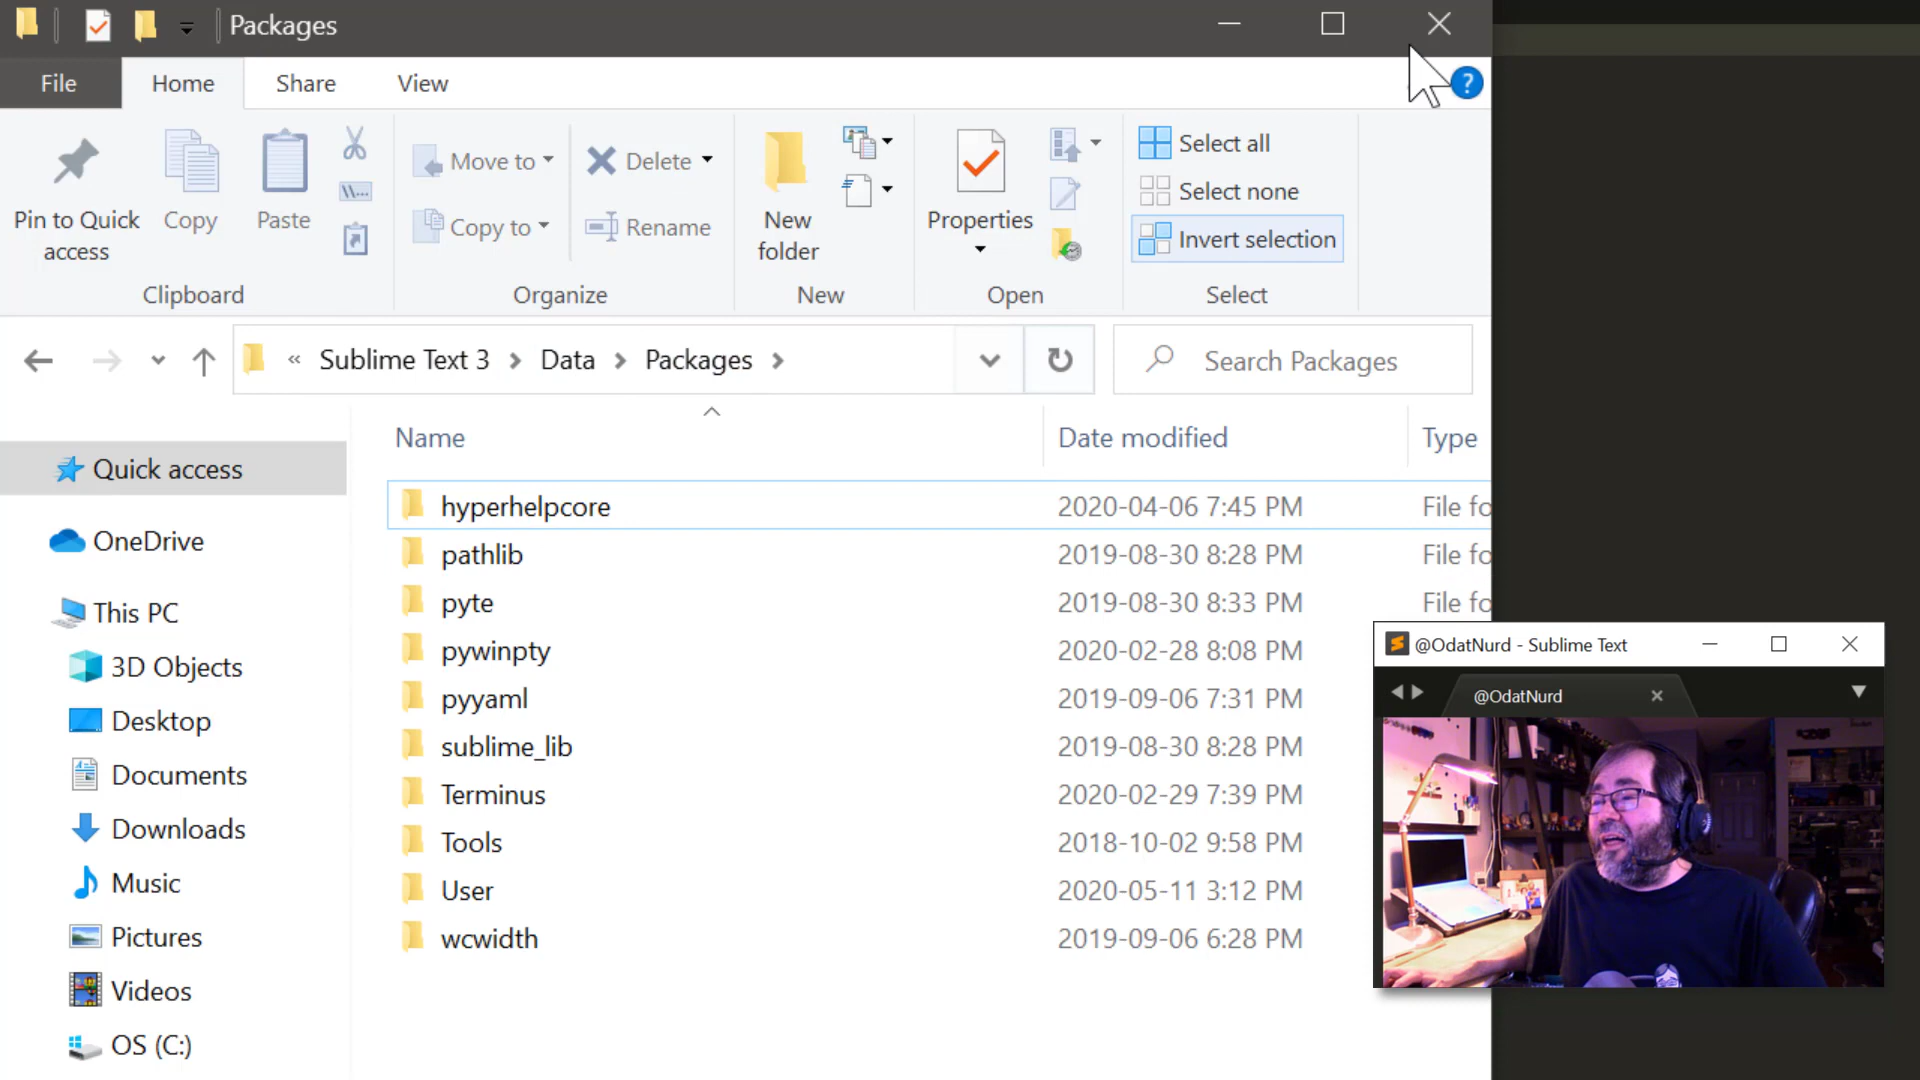 Packages
File
Home
Share
View
?
Pin to Quick
access
Copy
Paste
Move to
Copy to
Delete
Rename
New
folder
Properties
Select all
Select none
Invert selection
Clipboard
Organize
New
Open
Select
« Sublime Text 3 > Data > Packages >
Search Packages
Name
Date modified
Type
Quick access
OneDrive
This PC
3D Objects
Desktop
Documents
Downloads
Music
Pictures
Videos
OS (C:)
hyperhelpcore 2020-04-06 7:45 PM File fo
pathlib 2019-08-30 8:28 PM File fo
pyte 2019-08-30 8:33 PM File fo
pywinpty 2020-02-28 8:08 PM
pyyaml 2019-09-06 7:31 PM
sublime_lib 2019-08-30 8:28 PM
Terminus 2020-02-29 7:39 PM
Tools 2018-10-02 9:58 PM
User 2020-05-11 3:12 PM
wcwidth 2019-09-06 6:28 PM
@OdatNurd - Sublime Text
@OdatNurd